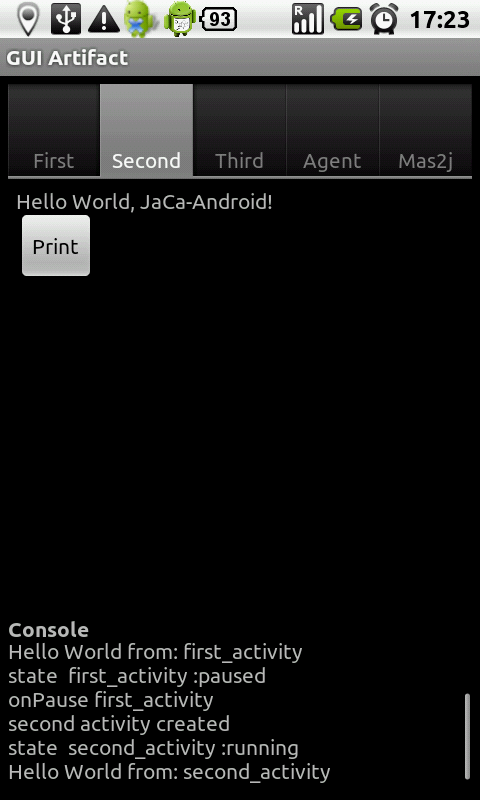 R
93
17:23
GUI Artifact
First
Second
Third
Agent
Mas2j
Hello World, JaCa-Android!
Print
Console
Hello World from: first_activity
state  first_activity :paused
onPause first_activity
second activity created
state  second_activity :running
Hello World from: second_activity